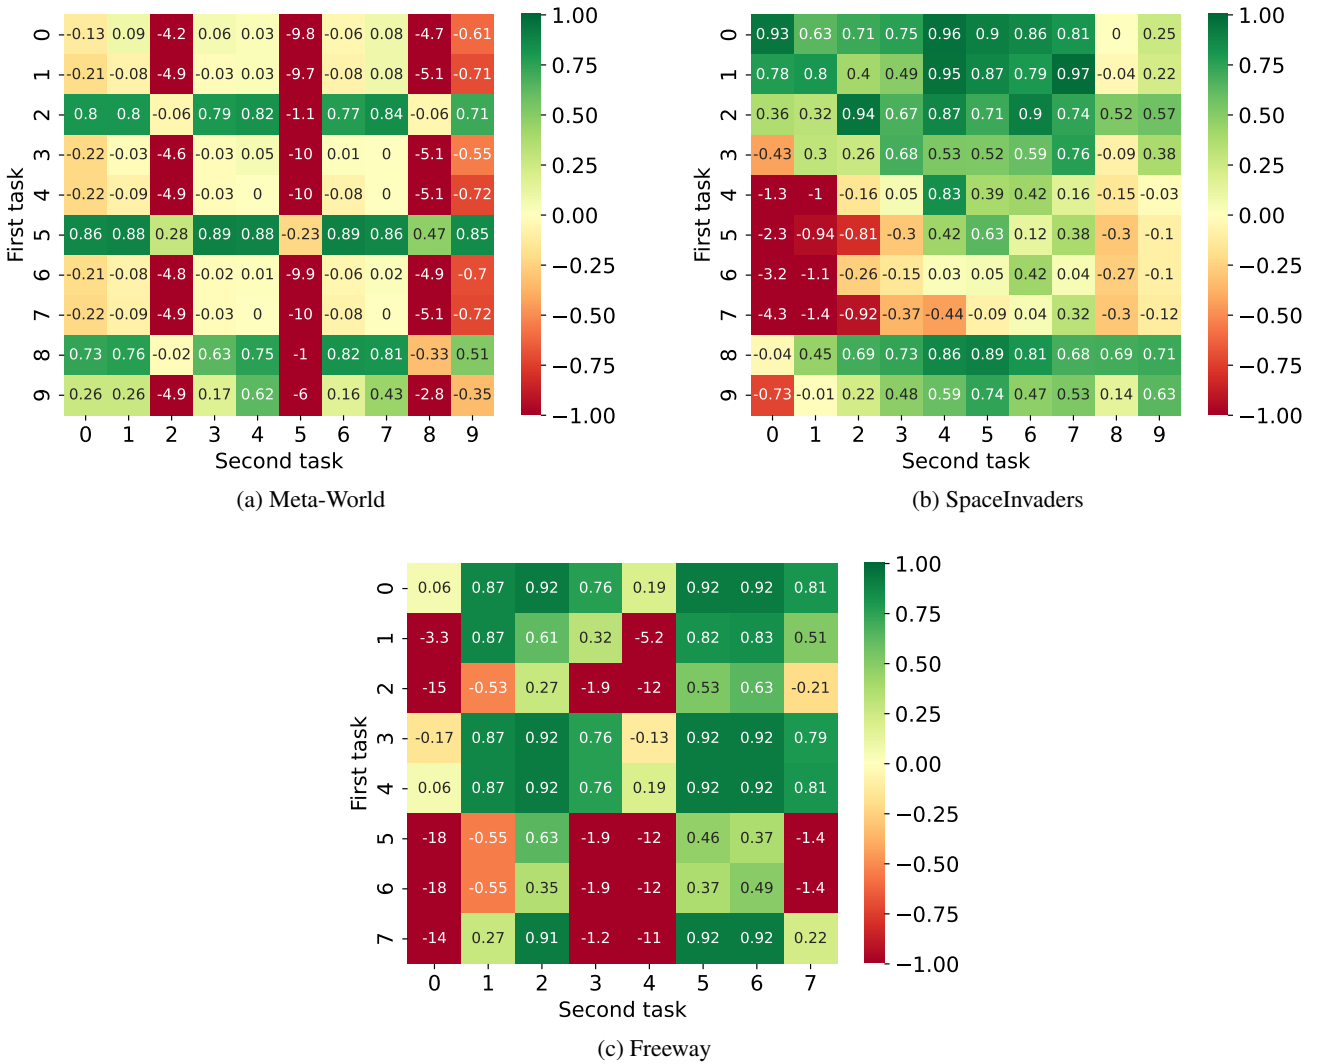 0 -0.13 0.09 -4.2 0.06 0.03 -9.8 -0.06 0.08 -4.7 -0.61
1 -0.21 -0.08 -4.9 -0.03 0.03 -9.7 -0.08 0.08 -5.1 -0.71
2 0.8 0.8 -0.06 0.79 0.82 -1.1 0.77 0.84 -0.06 0.71
3 -0.22 -0.03 -4.6 -0.03 0.05 -10 0.01 0 -5.1 -0.55
4 -0.22 -0.09 -4.9 -0.03 0 -10 -0.08 0 -5.1 -0.72
5 0.86 0.88 0.28 0.89 0.88 -0.23 0.89 0.86 0.47 0.85
6 -0.21 -0.08 -4.8 -0.02 0.01 -9.9 -0.06 0.02 -4.9 -0.7
7 -0.22 -0.09 -4.9 -0.03 0 -10 -0.08 0 -5.1 -0.72
8 0.73 0.76 -0.02 0.63 0.75 -1 0.82 0.81 -0.33 0.51
9 0.26 0.26 -4.9 0.17 0.62 -6 0.16 0.43 -2.8 -0.35
0 1 2 3 4 5 6 7 8 9
First task
Second task
1.00
0.75
0.50
0.25
0.00
−0.25
−0.50
−0.75
−1.00
(a) Meta-World
0 0.93 0.63 0.71 0.75 0.96 0.9 0.86 0.81 0 0.25
1 0.78 0.8 0.4 0.49 0.95 0.87 0.79 0.97 -0.04 0.22
2 0.36 0.32 0.94 0.67 0.87 0.71 0.9 0.74 0.52 0.57
3 -0.43 0.3 0.26 0.68 0.53 0.52 0.59 0.76 -0.09 0.38
4 -1.3 -1 -0.16 0.05 0.83 0.39 0.42 0.16 -0.15 -0.03
5 -2.3 -0.94 -0.81 -0.3 0.42 0.63 0.12 0.38 -0.3 -0.1
6 -3.2 -1.1 -0.26 -0.15 0.03 0.05 0.42 0.04 -0.27 -0.1
7 -4.3 -1.4 -0.92 -0.37 -0.44 -0.09 0.04 0.32 -0.3 -0.12
8 -0.04 0.45 0.69 0.73 0.86 0.89 0.81 0.68 0.69 0.71
9 -0.73 -0.01 0.22 0.48 0.59 0.74 0.47 0.53 0.14 0.63
0 1 2 3 4 5 6 7 8 9
First task
Second task
1.00
0.75
0.50
0.25
0.00
−0.25
−0.50
−0.75
−1.00
(b) SpaceInvaders
0 0.06 0.87 0.92 0.76 0.19 0.92 0.92 0.81
1 -3.3 0.87 0.61 0.32 -5.2 0.82 0.83 0.51
2 -15 -0.53 0.27 -1.9 -12 0.53 0.63 -0.21
3 -0.17 0.87 0.92 0.76 -0.13 0.92 0.92 0.79
4 0.06 0.87 0.92 0.76 0.19 0.92 0.92 0.81
5 -18 -0.55 0.63 -1.9 -12 0.46 0.37 -1.4
6 -18 -0.55 0.35 -1.9 -12 0.37 0.49 -1.4
7 -14 0.27 0.91 -1.2 -11 0.92 0.92 0.22
0 1 2 3 4 5 6 7
First task
Second task
1.00
0.75
0.50
0.25
0.00
−0.25
−0.50
−0.75
−1.00
(c) Freeway